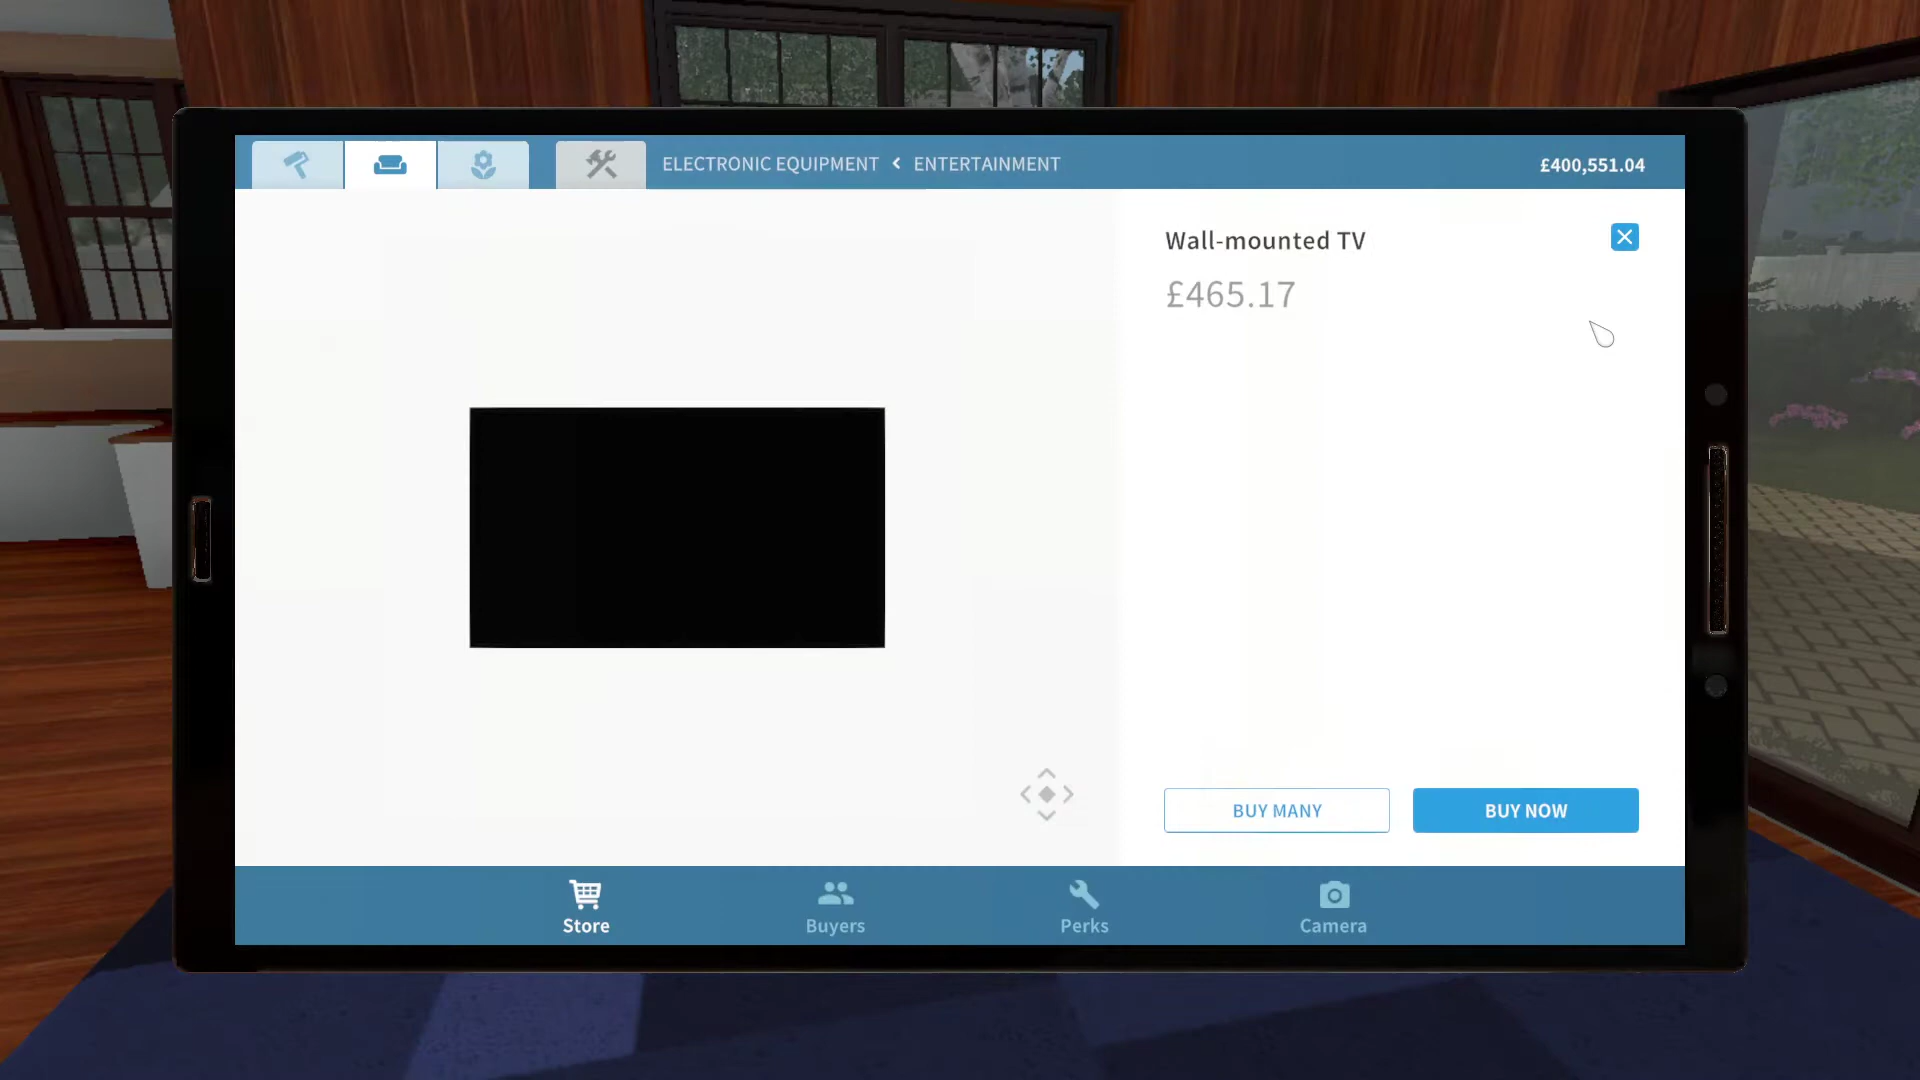 ELECTRONIC EQUIPMENT < ENTERTAINMENT
£400,551.04
Wall-mounted TV
£465.17
BUY MANY
BUY NOW
Store
Buyers
Perks
Camera